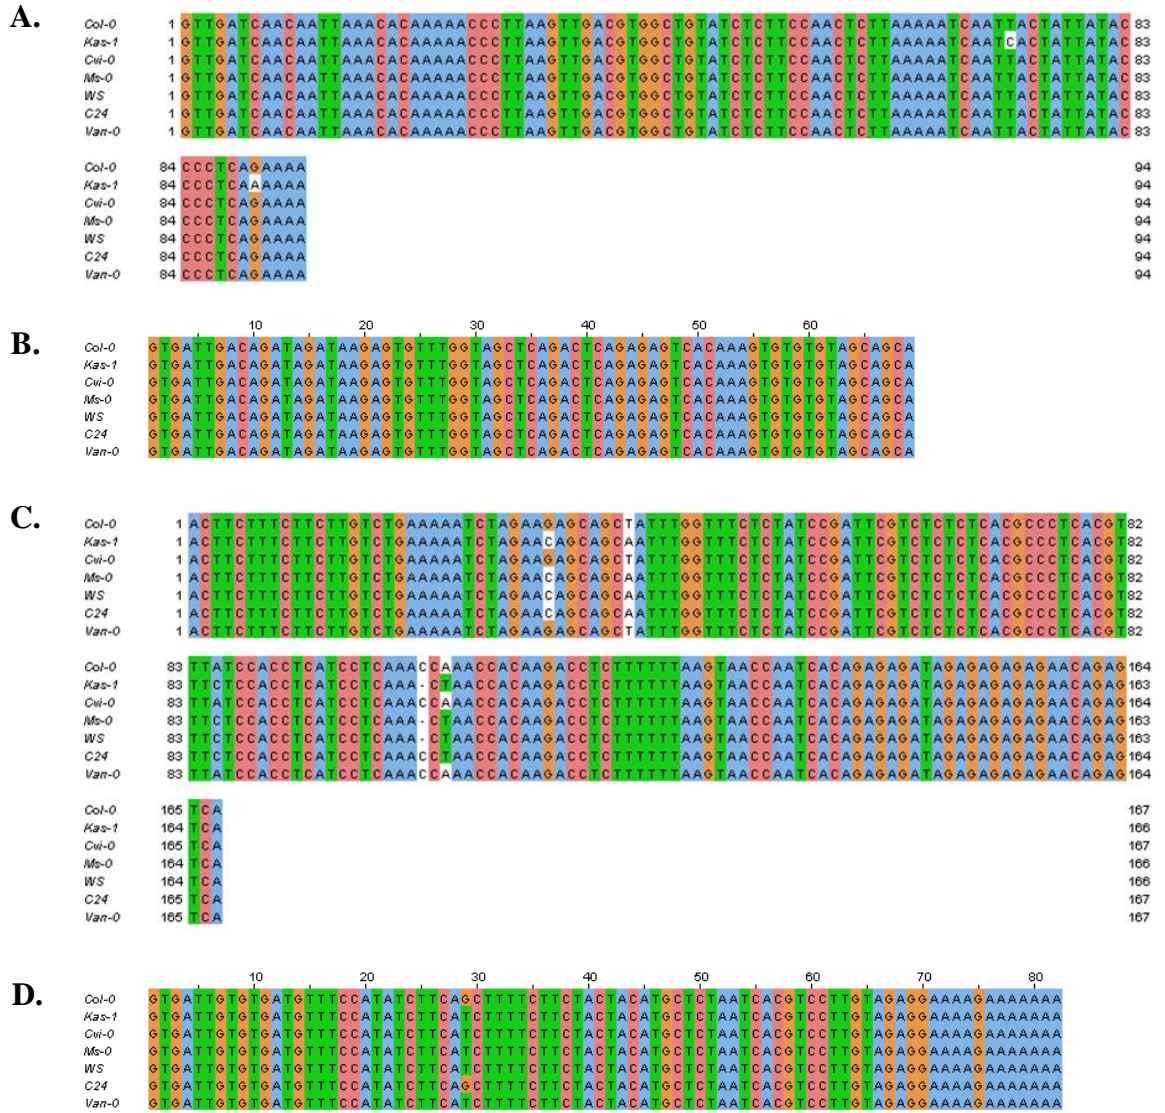 A.
Col-0 1 GTTGATCAACAATTAAACACAAAAACCCTTAAGTTGACGTGGCTGTATCTCTTCCAACTCTTAAAAATCAATTACTATTATAC 83
Kas-1 1 GTTGATCAACAATTAAACACAAAAACCCTTAAGTTGACGTGGCTGTATCTCTTCCAACTCTTAAAAATCAATCACTATTATAC 83
Cvi-0 1 GTTGATCAACAATTAAACACAAAAACCCTTAAGTTGACGTGGCTGTATCTCTTCCAACTCTTAAAAATCAATTACTATTATAC 83
Ms-0 1 GTTGATCAACAATTAAACACAAAAACCCTTAAGTTGACGTGGCTGTATCTCTTCCAACTCTTAAAAATCAATTACTATTATAC 83
WS 1 GTTGATCAACAATTAAACACAAAAACCCTTAAGTTGACGTGGCTGTATCTCTTCCAACTCTTAAAAATCAATTACTATTATAC 83
C24 1 GTTGATCAACAATTAAACACAAAAACCCTTAAGTTGACGTGGCTGTATCTCTTCCAACTCTTAAAAATCAATTACTATTATAC 83
Van-0 1 GTTGATCAACAATTAAACACAAAAACCCTTAAGTTGACGTGGCTGTATCTCTTCCAACTCTTAAAAATCAATTACTATTATAC 83
Col-0 84 CCCTCAGAAAA 94
Kas-1 84 CCCTCAAAAAA 94
Cvi-0 84 CCCTCAGAAAA 94
Ms-0 84 CCCTCAGAAAA 94
WS 84 CCCTCAGAAAA 94
C24 84 CCCTCAGAAAA 94
Van-0 84 CCCTCAGAAAA 94
B.
10 20 30 40 50 60
Col-0 GTGATTGACAGATAGATAAGAGTGTTTGGTAGCTCAGACTCAGAGAGTCACAAAGTGTGTGTAGCAGCA
Kas-1 GTGATTGACAGATAGATAAGAGTGTTTGGTAGCTCAGACTCAGAGAGTCACAAAGTGTGTGTAGCAGCA
Cvi-0 GTGATTGACAGATAGATAAGAGTGTTTGGTAGCTCAGACTCAGAGAGTCACAAAGTGTGTGTAGCAGCA
Ms-0 GTGATTGACAGATAGATAAGAGTGTTTGGTAGCTCAGACTCAGAGAGTCACAAAGTGTGTGTAGCAGCA
WS GTGATTGACAGATAGATAAGAGTGTTTGGTAGCTCAGACTCAGAGAGTCACAAAGTGTGTGTAGCAGCA
C24 GTGATTGACAGATAGATAAGAGTGTTTGGTAGCTCAGACTCAGAGAGTCACAAAGTGTGTGTAGCAGCA
Van-0 GTGATTGACAGATAGATAAGAGTGTTTGGTAGCTCAGACTCAGAGAGTCACAAAGTGTGTGTAGCAGCA
C.
Col-0 1 ACTTCTTTCTTCTTGTCTGAAAAATCTAGAAGAGCAGCTATTTGGTTTCTCTATCCGATTCGTCTCTCTCACGCCCTCACGT 82
Kas-1 1 ACTTCTTTCTTCTTGTCTGAAAAATCTAGAACAGCAGCAATTTGGTTTCTCTATCCGATTCGTCTCTCTCACGCCCTCACGT 82
Cvi-0 1 ACTTCTTTCTTCTTGTCTGAAAAATCTAGAAGAGCAGCTATTTGGTTTCTCTATCCGATTCGTCTCTCTCACGCCCTCACGT 82
Ms-0 1 ACTTCTTTCTTCTTGTCTGAAAAATCTAGAACAGCAGCAATTTGGTTTCTCTATCCGATTCGTCTCTCTCACGCCCTCACGT 82
WS 1 ACTTCTTTCTTCTTGTCTGAAAAATCTAGAACAGCAGCAATTTGGTTTCTCTATCCGATTCGTCTCTCTCACGCCCTCACGT 82
C24 1 ACTTCTTTCTTCTTGTCTGAAAAATCTAGAACAGCAGCAATTTGGTTTCTCTATCCGATTCGTCTCTCTCACGCCCTCACGT 82
Van-0 1 ACTTCTTTCTTCTTGTCTGAAAAATCTAGAAGAGCAGCTATTTGGTTTCTCTATCCGATTCGTCTCTCTCACGCCCTCACGT 82
Col-0 83 TTATCCACCTCATCCTCAAACCAAACCACAAGACCTCTTTTTTAAGTAACCAATCACAGAGAGATAGAGAGAGAGAACAGAG 164
Kas-1 83 TTCTCCACCTCATCCTCAAA-CTAACCACAAGACCTCTTTTTTAAGTAACCAATCACAGAGAGATAGAGAGAGAGAACAGAG 163
Cvi-0 83 TTATCCACCTCATCCTCAAACCAAACCACAAGACCTCTTTTTTAAGTAACCAATCACAGAGAGATAGAGAGAGAGAACAGAG 164
Ms-0 83 TTCTCCACCTCATCCTCAAA-CTAACCACAAGACCTCTTTTTTAAGTAACCAATCACAGAGAGATAGAGAGAGAGAACAGAG 163
WS 83 TTCTCCACCTCATCCTCAAA-CTAACCACAAGACCTCTTTTTTAAGTAACCAATCACAGAGAGATAGAGAGAGAGAACAGAG 163
C24 83 TTCTCCACCTCATCCTCAAACCTAACCACAAGACCTCTTTTTTAAGTAACCAATCACAGAGAGATAGAGAGAGAGAACAGAG 164
Van-0 83 TTATCCACCTCATCCTCAAACCAAACCACAAGACCTCTTTTTTAAGTAACCAATCACAGAGAGATAGAGAGAGAGAACAGAG 164
Col-0 165 TCA 167
Kas-1 164 TCA 166
Cvi-0 165 TCA 167
Ms-0 164 TCA 166
WS 164 TCA 166
C24 165 TCA 167
Van-0 165 TCA 167
D.
10 20 30 40 50 60 70 80
Col-0 GTGATTGTGTGATGTTTCCATATCTTCAGCTTTTCTTCTACTACATGCTCTAATCACGTCCTTGTAGAGGAAAAGAAAAAAA
Kas-1 GTGATTGTGTGATGTTTCCATATCTTCATCTTTTCTTCTACTACATGCTCTAATCACGTCCTTGTAGAGGAAAAGAAAAAAA
Cvi-0 GTGATTGTGTGATGTTTCCATATCTTCATCTTTTCTTCTACTACATGCTCTAATCACGTCCTTGTAGAGGAAAAGAAAAAAA
Ms-0 GTGATTGTGTGATGTTTCCATATCTTCATCTTTTCTTCTACTACATGCTCTAATCACGTCCTTGTAGAGGAAAAGAAAAAAA
WS GTGATTGTGTGATGTTTCCATATCTTCATCTTTTCTTCTACTACATGCTCTAATCACGTCCTTGTAGAGGAAAAGAAAAAAA
C24 GTGATTGTGTGATGTTTCCATATCTTCAGCTTTTCTTCTACTACATGCTCTAATCACGTCCTTGTAGAGGAAAAGAAAAAAA
Van-0 GTGATTGTGTGATGTTTCCATATCTTCATCTTTTCTTCTACTACATGCTCTAATCACGTCCTTGTAGAGGAAAAGAAAAAAA